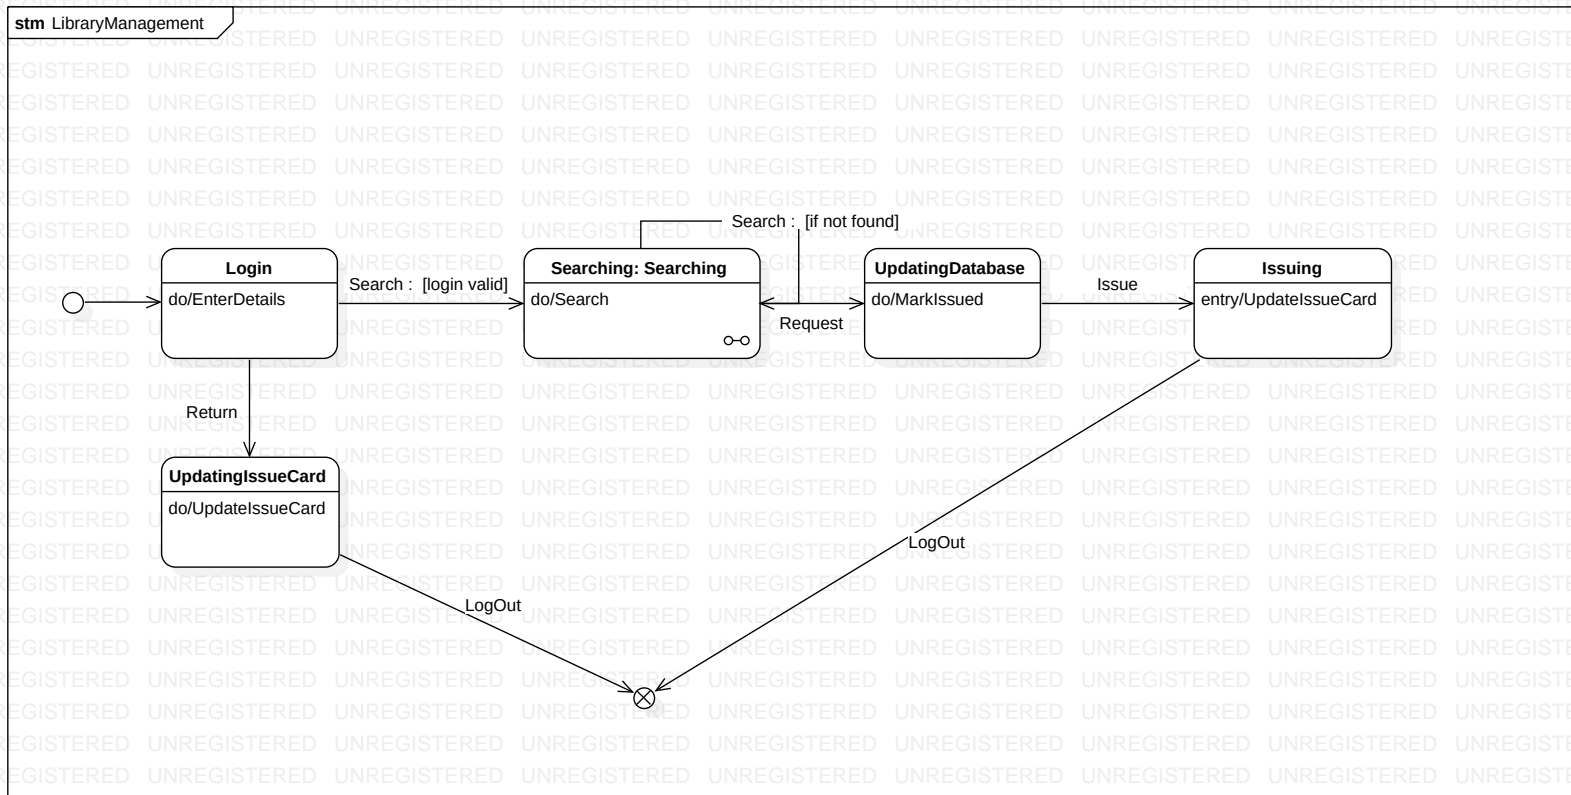 stm LibraryManagement
Search : [if not found]
Login
do/EnterDetails
Search : [login valid]
Searching: Searching
do/Search
Request
UpdatingDatabase
do/MarkIssued
Issue
Issuing
entry/UpdateIssueCard
Return
UpdatingIssueCard
do/UpdateIssueCard
LogOut
LogOut
UNREGISTERED